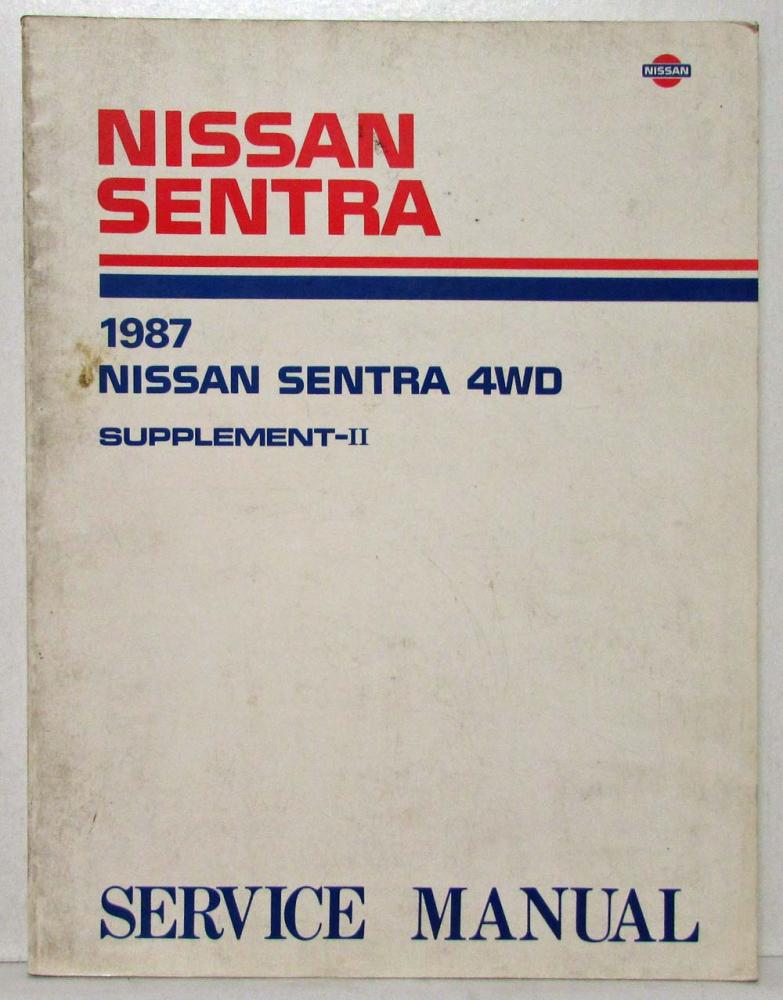 NISSAN
NISSAN
SENTRA
1987
NISSAN SENTRA 4WD
SUPPLEMENT-II
SERVICE MANUAL